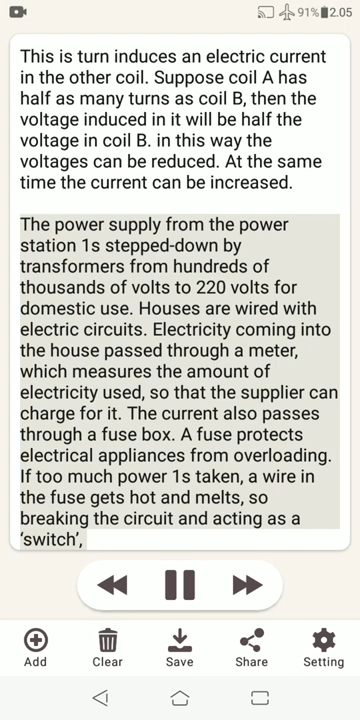 91% 2.05
This is turn induces an electric current
in the other coil. Suppose coil A has
half as many turns as coil B, then the
voltage induced in it will be half the
voltage in coil B. in this way the
voltages can be reduced. At the same
time the current can be increased.
The power supply from the power
station 1s stepped-down by
transformers from hundreds of
thousands of volts to 220 volts for
domestic use. Houses are wired with
electric circuits. Electricity coming into
the house passed through a meter,
which measures the amount of
electricity used, so that the supplier can
charge for it. The current also passes
through a fuse box. A fuse protects
electrical appliances from overloading.
If too much power 1s taken, a wire in
the fuse gets hot and melts, so
breaking the circuit and acting as a
‘switch’,
Add Clear Save Share Setting